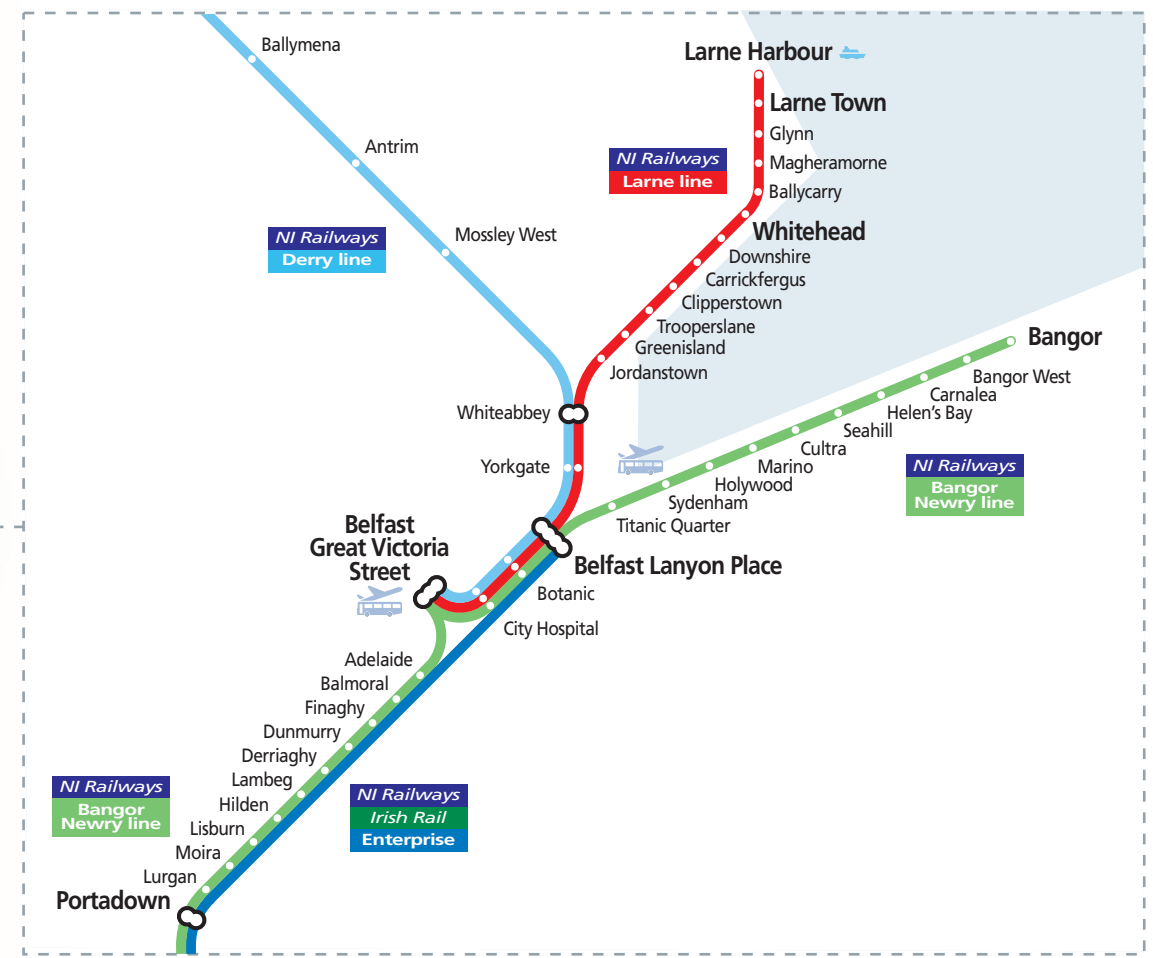 Ballymena
Larne Harbour
Larne Town
Glynn
Antrim
NI Railways
Larne line
Magheramorne
Ballycarry
Whitehead
Mossley West
NI Railways
Derry line
Downshire
Carrickfergus
Clipperstown
Trooperslane
Greenisland
Jordanstown
Bangor
Bangor West
Carnalea
Helen's Bay
Seahill
Cultra
Marino
Holywood
Sydenham
Titanic Quarter
NI Railways
Bangor
Newry line
Whiteabbey
Yorkgate
Belfast
Great Victoria
Street
Belfast Lanyon Place
Botanic
City Hospital
Adelaide
Balmoral
Finaghy
Dunmurry
Derriaghy
Lambeg
Hilden
Lisburn
Moira
Lurgan
Portadown
NI Railways
Bangor
Newry line
NI Railways
Irish Rail
Enterprise